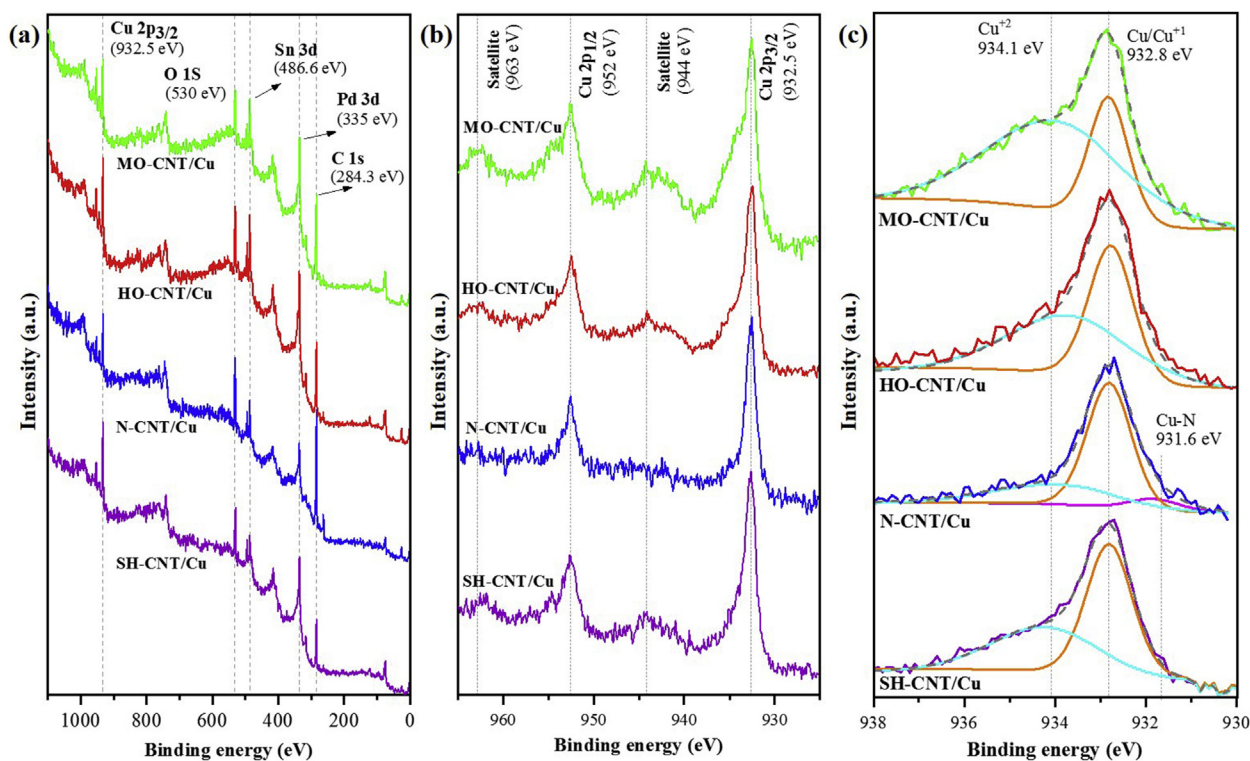 (a)
Cu 2p3/2
(932.5 eV)
O 1S
(530 eV)
Sn 3d
(486.6 eV)
Pd 3d
(335 eV)
C 1s
(284.3 eV)
MO-CNT/Cu
HO-CNT/Cu
N-CNT/Cu
SH-CNT/Cu
Intensity (a.u.)
1000 800 600 400 200 0
Binding energy (eV)
(b)
Satellite
(963 eV)
Cu 2p1/2
(952 eV)
Satellite
(944 eV)
Cu 2p3/2
(932.5 eV)
MO-CNT/Cu
HO-CNT/Cu
N-CNT/Cu
SH-CNT/Cu
Intensity (a.u.)
960 950 940 930
Binding energy (eV)
(c)
Cu+2
934.1 eV
Cu/Cu+1
932.8 eV
MO-CNT/Cu
HO-CNT/Cu
Cu-N
931.6 eV
N-CNT/Cu
SH-CNT/Cu
Intensity (a.u.)
938 936 934 932 930
Binding energy (eV)